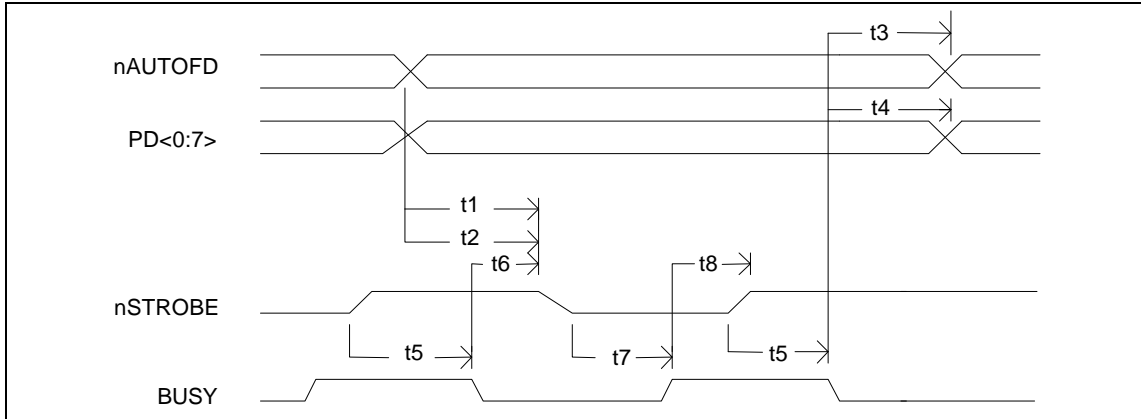 t3
nAUTOFD
t4
PD<0:7>
t1
t2
t6
t8
nSTROBE
t5
t7
t5
BUSY